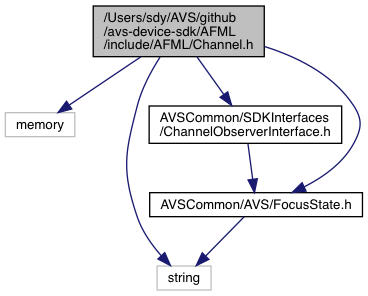 /Users/sdy/AVS/github
/avs-device-sdk/AFML
/include/AFML/Channel.h
memory
AVSCommon/SDKInterfaces
/ChannelObserverInterface.h
AVSCommon/AVS/FocusState.h
string